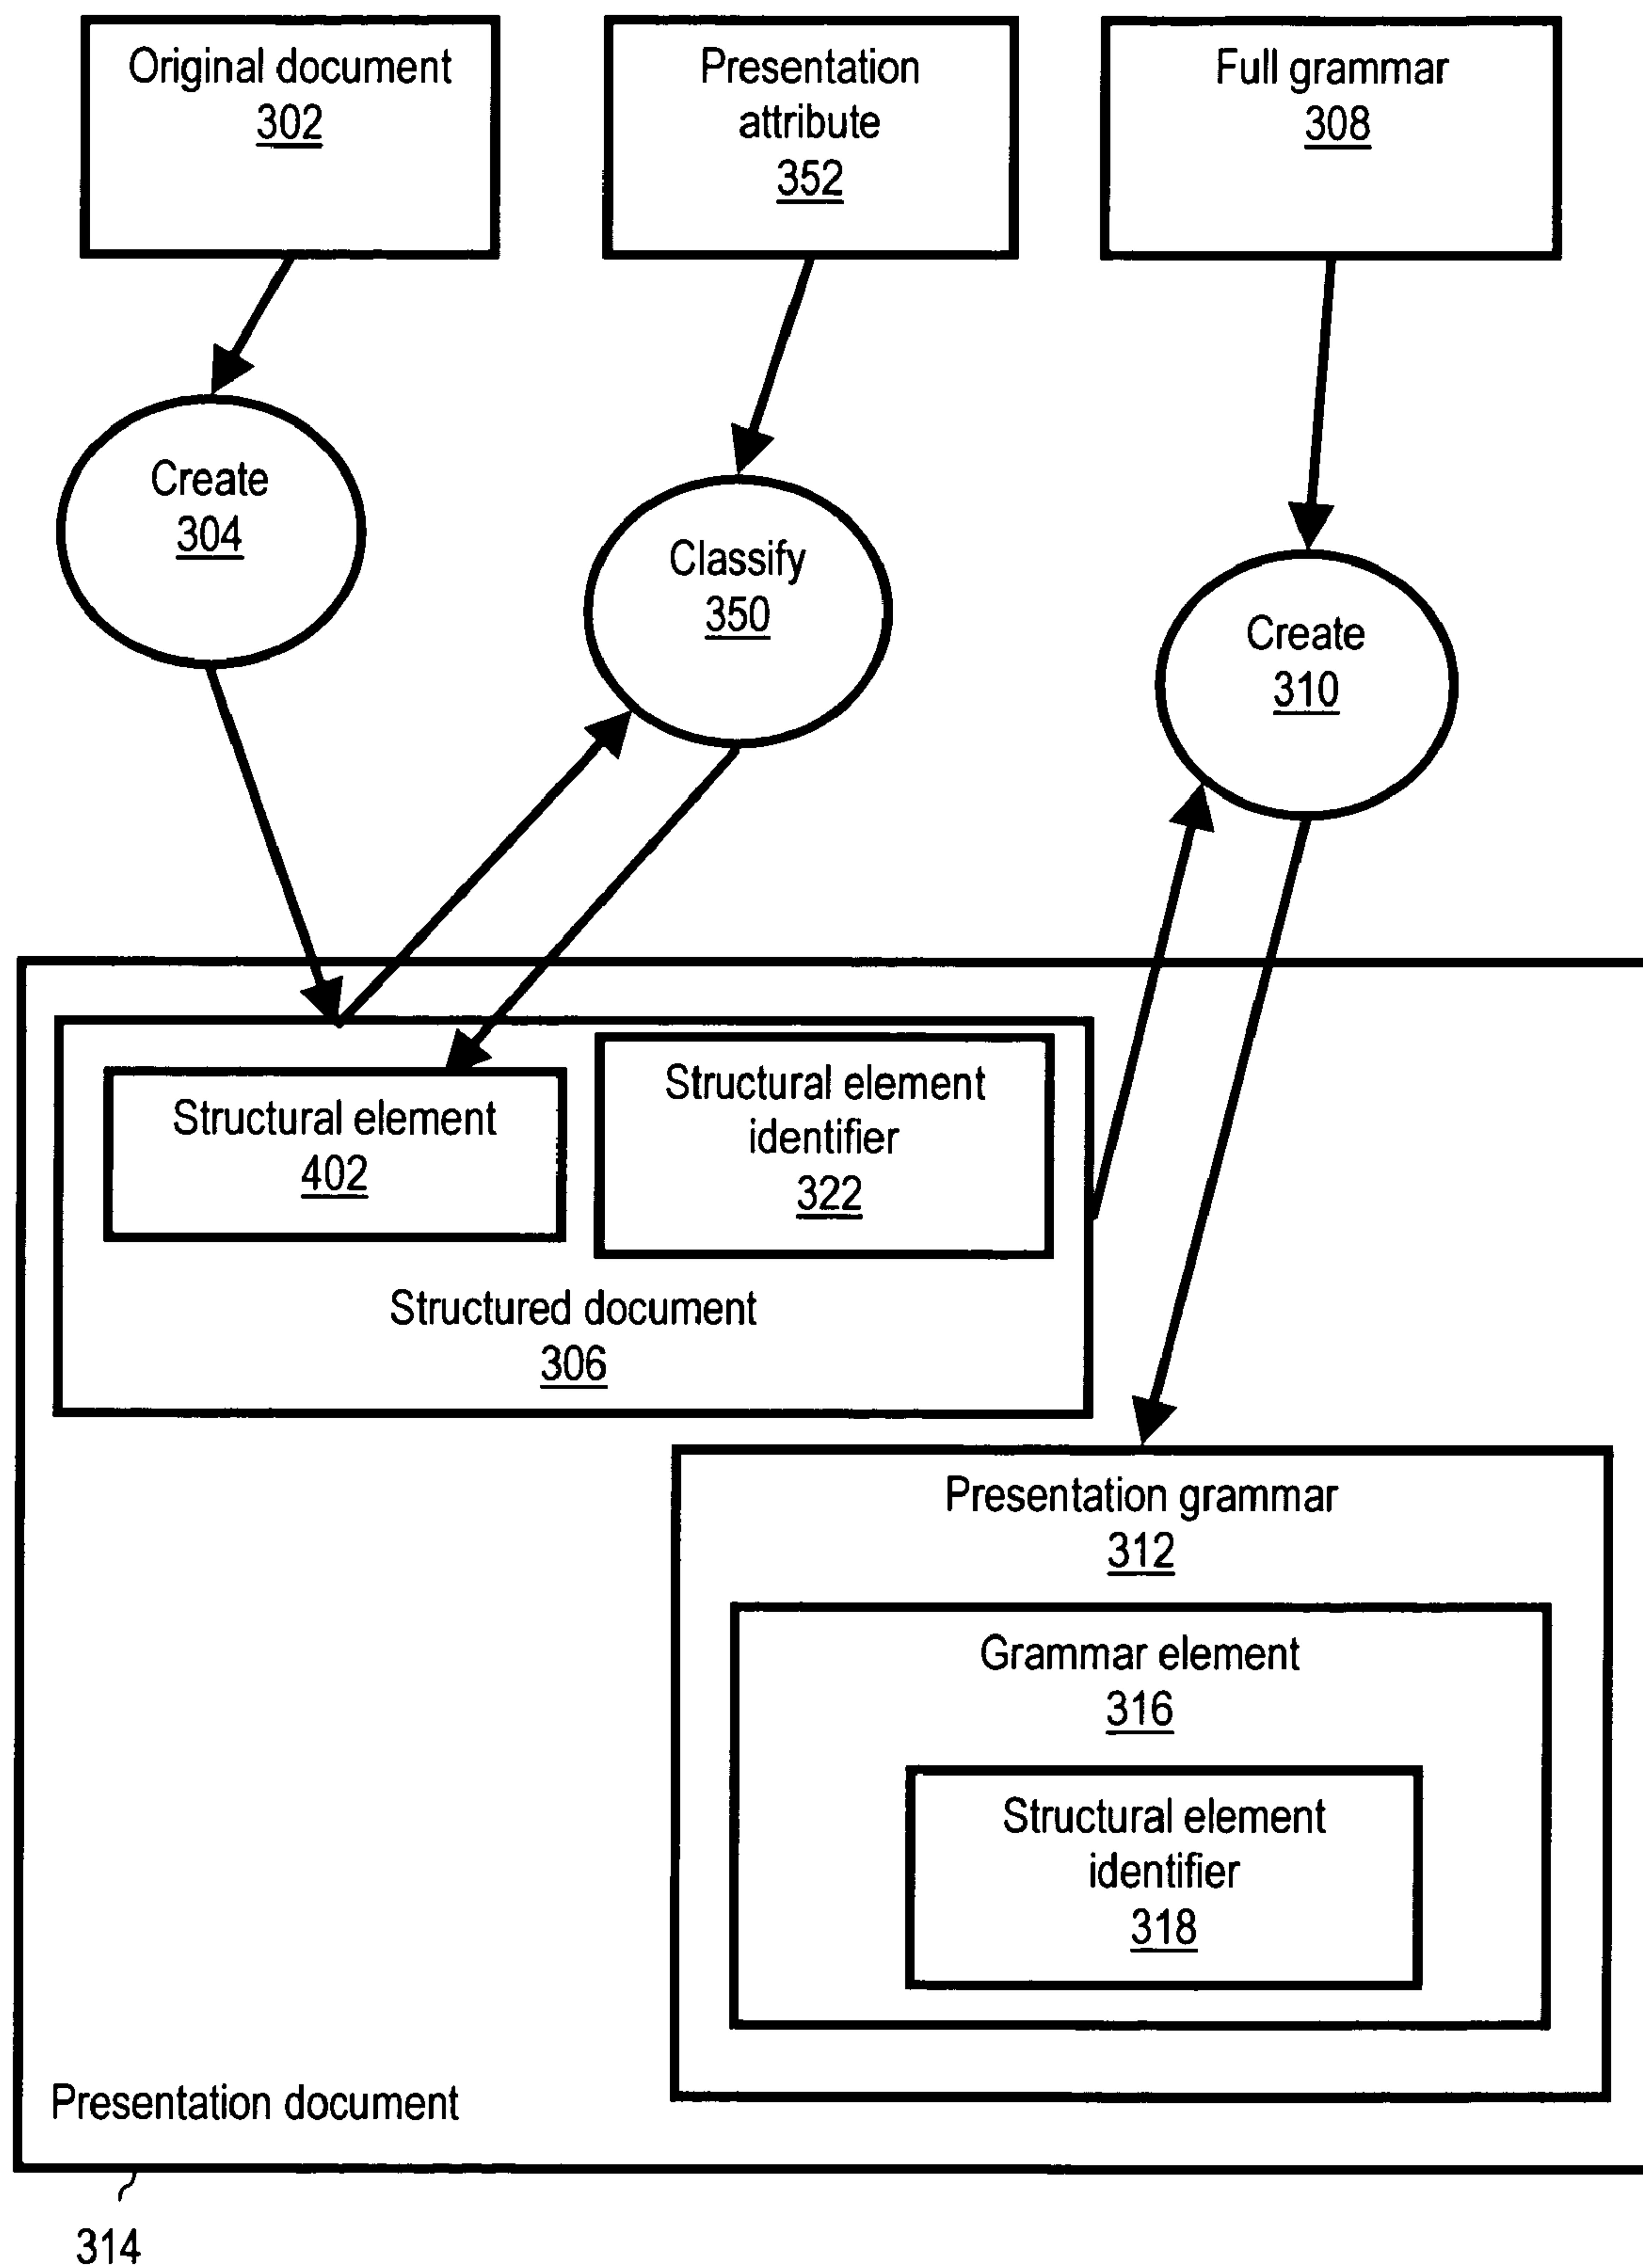 Original document
302
Presentation
attribute
352
Full grammar
308
Create
304
Classify
350
Create
310
Structural element
402
Structural element
identifier
322
Structured document
306
Presentation grammar
312
Grammar element
316
Structural element
identifier
318
Presentation document
314